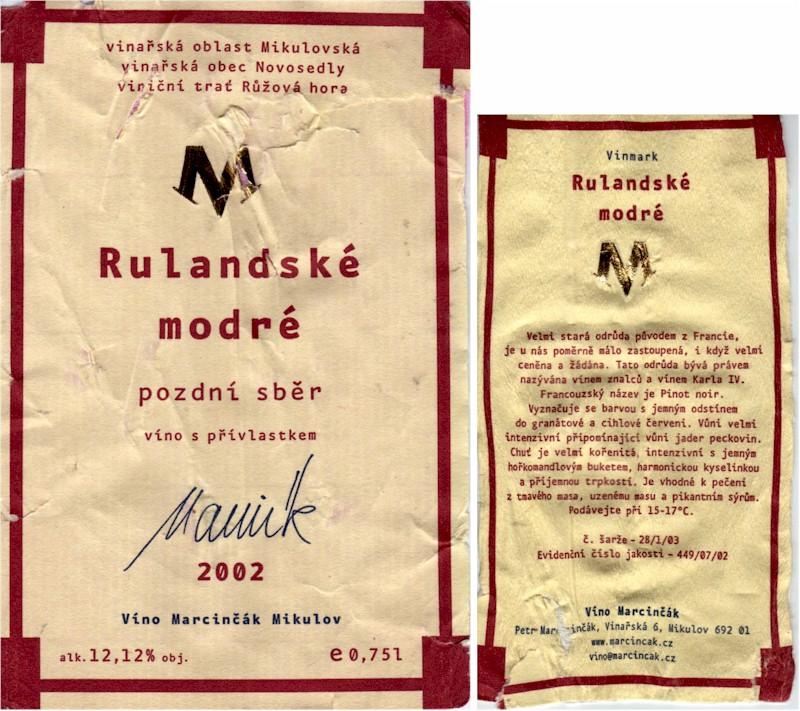 vinařská oblast Mikulovská
vinařská obec Novosedly
viniční trať Růžová hora
M
Rulandské
modré
pozdní sběr
víno s přívlastkem
2002
Víno Marcinčák Mikulov
alk. 12,12% obj.
e 0,75l
Vinmark
Rulandské
modré
M
Velmi stará odrůda původem z Francie,
je u nás poměrně málo zastoupená, i když velmi
ceněna a žádána. Tato odrůda bývá právem
nazývána vínem znalců a vínem Karla IV.
Francouzský název je Pinot noir.
Vyznačuje se barvou s jemným odstínem
do granátové a cihlové červeni. Vůní velmi
intenzivní připomínající vůni jader peckovin.
Chuť je velmi kořenitá, intenzivní s jemným
hořkomandlovým buketem, harmonickou kyselinkou
a příjemnou trpkostí. Je vhodné k pečeni
z tmavého masa, uzenému masu a pikantním sýrům.
Podávejte při 15-17°C.
č. šarže - 28/1/03
Evidenční číslo jakosti - 449/07/02
Víno Marcinčák
Petr Marcinčák, Vinařská 6, Mikulov 692 01
www.marcincak.cz
vino@marcincak.cz